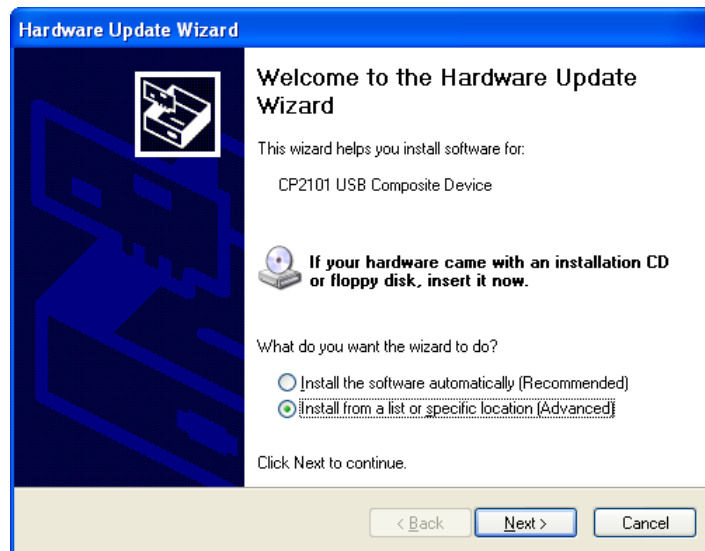 Hardware Update Wizard
Welcome to the Hardware Update
Wizard
This wizard helps you install software for:
CP2101 USB Composite Device
If your hardware came with an installation CD
or floppy disk, insert it now.
What do you want the wizard to do?
Install the software automatically (Recommended)
Install from a list or specific location (Advanced)
Click Next to continue.
< Back Next > Cancel